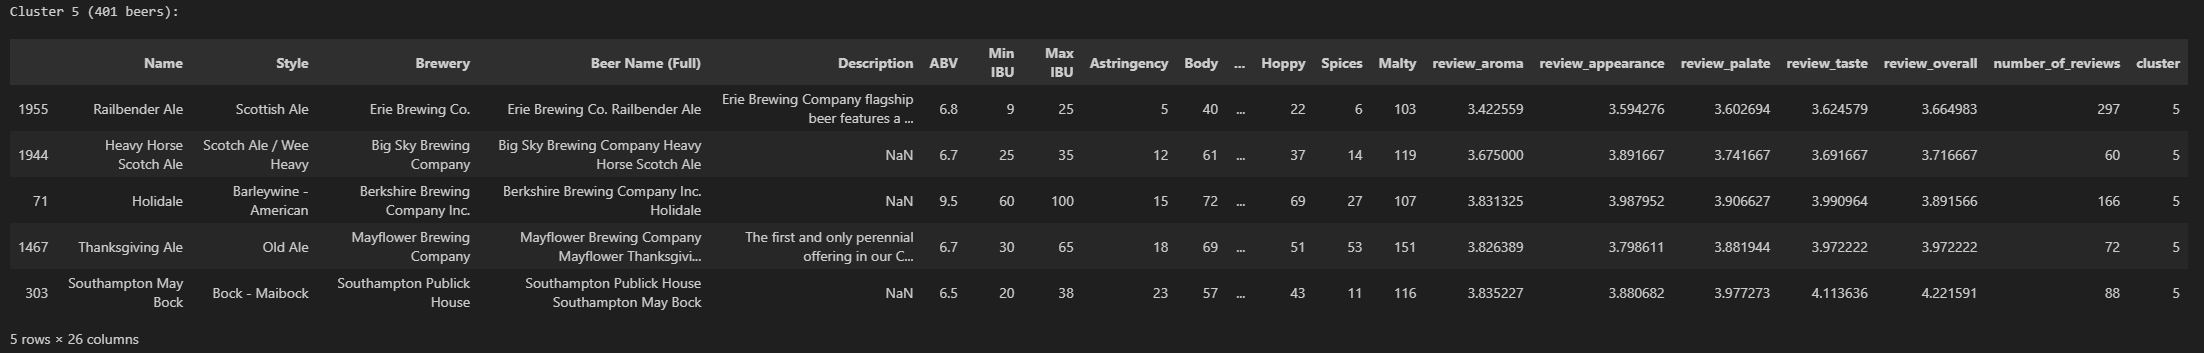 Cluster 5 (401 beers):
Name Style Brewery Beer Name (Full) Description ABV Min IBU Max IBU Astringency Body ... Hoppy Spices Malty review_aroma review_appearance review_palate review_taste review_overall number_of_reviews cluster
1955 Railbender Ale Scottish Ale Erie Brewing Co. Erie Brewing Co. Railbender Ale Erie Brewing Company flagship beer features a ... 6.8 9 25 5 40 ... 22 6 103 3.422559 3.594276 3.602694 3.624579 3.664983 297 5
1944 Heavy Horse Scotch Ale Scotch Ale / Wee Heavy Big Sky Brewing Company Big Sky Brewing Company Heavy Horse Scotch Ale NaN 6.7 25 35 12 61 ... 37 14 119 3.675000 3.891667 3.741667 3.691667 3.716667 60 5
71 Holidale Barleywine - American Berkshire Brewing Company Inc. Berkshire Brewing Company Inc. Holidale NaN 9.5 60 100 15 72 ... 69 27 107 3.831325 3.987952 3.906627 3.990964 3.891566 166 5
1467 Thanksgiving Ale Old Ale Mayflower Brewing Company Mayflower Brewing Company Mayflower Thanksgivi... The first and only perennial offering in our C... 6.7 30 65 18 69 ... 51 53 151 3.826389 3.798611 3.881944 3.972222 3.972222 72 5
303 Southampton May Bock Bock - Maibock Southampton Publick House Southampton Publick House Southampton May Bock NaN 6.5 20 38 23 57 ... 43 11 116 3.835227 3.880682 3.977273 4.113636 4.221591 88 5
5 rows × 26 columns